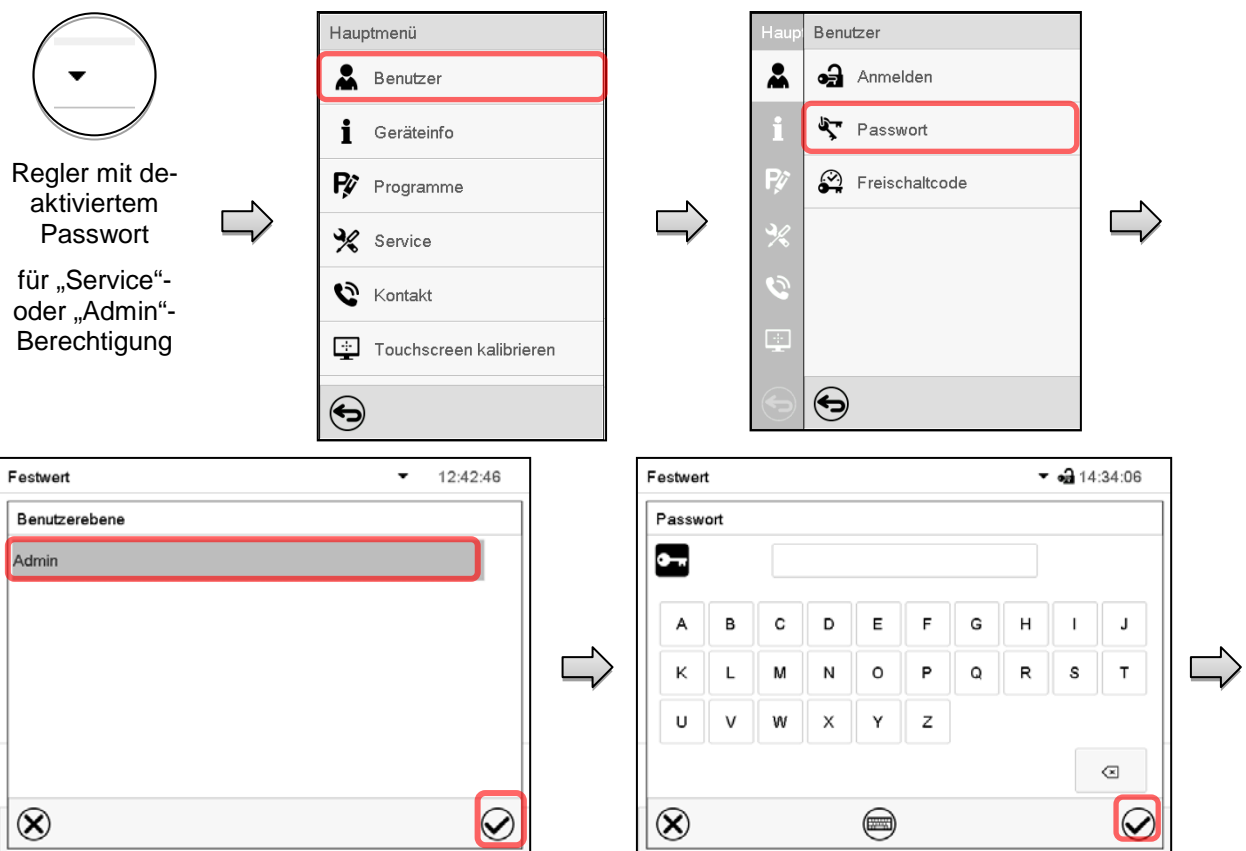 Regler mit de-
aktiviertem
Passwort
für „Service“-
oder „Admin“-
Berechtigung
Hauptmenü
Benutzer
Geräteinfo
Programme
Service
Kontakt
Touchscreen kalibrieren
Haup
Benutzer
Anmelden
Passwort
Freischaltcode
Festwert 12:42:46
Benutzerebene
Admin
Festwert 14:34:06
Passwort
A B C D E F G H I J
K L M N O P Q R S T
U V W X Y Z